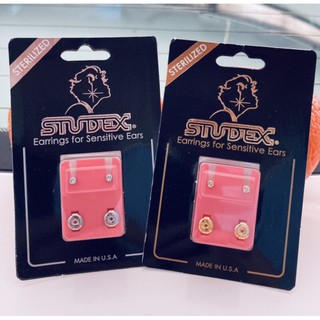 STERILIZED
STUDEX®
Earrings for Sensitive Ears
MADE IN U.S.A
STERILIZED
STUDEX®
Earrings for Sensitive Ears
MADE IN U.S.A